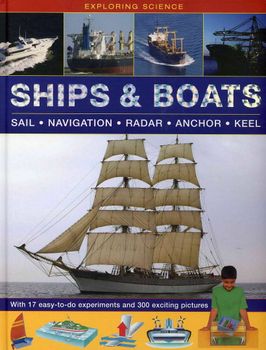 EXPLORING SCIENCE
SHIPS & BOATS
SAIL • NAVIGATION • RADAR • ANCHOR • KEEL
With 17 easy-to-do experiments and 300 exciting pictures